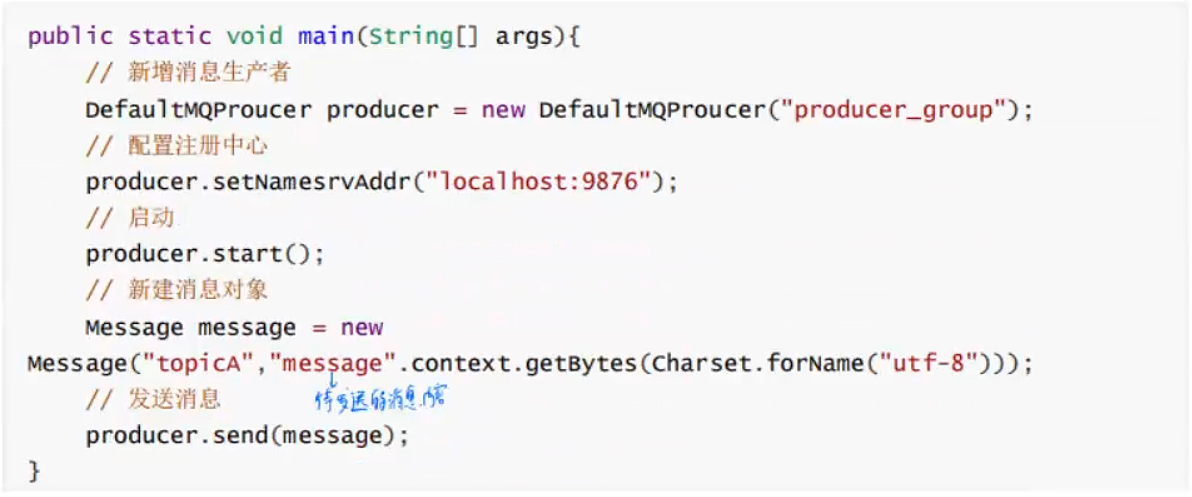 public static void main(String[] args){
// 新增消息生产者
DefaultMQProucer producer = new DefaultMQProucer("producer_group");
// 配置注册中心
producer.setNamesrvAddr("localhost:9876");
// 启动
producer.start();
// 新建消息对象
Message message = new
Message("topicA","message".context.getBytes(Charset.forName("utf-8")));
// 发送消息
待发送的消息内容
producer.send(message);
}